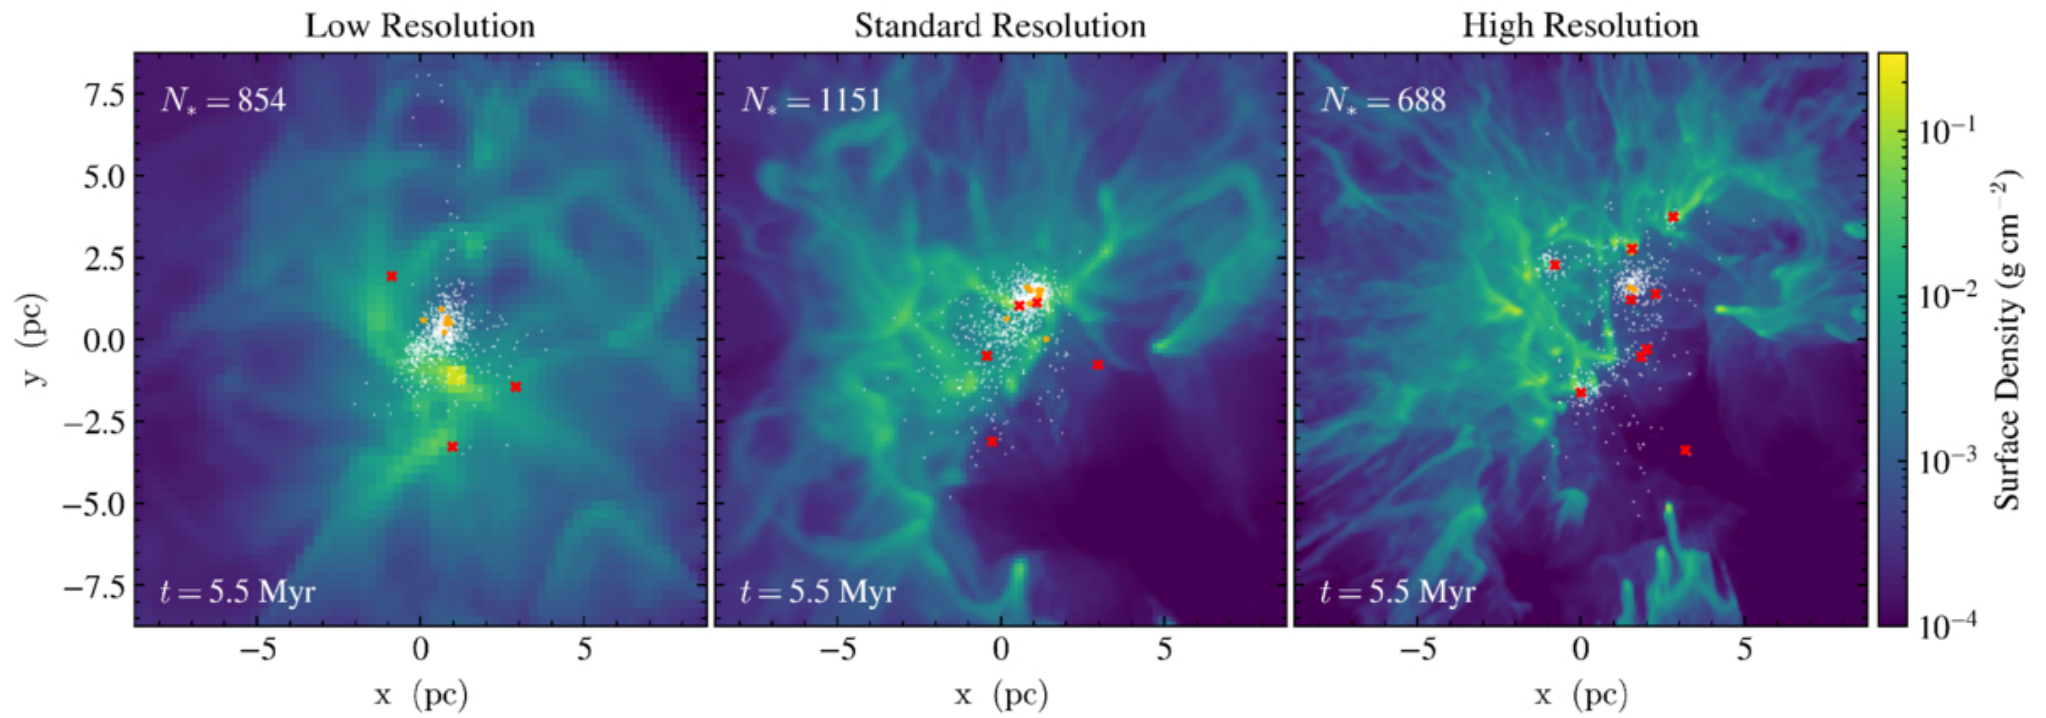 Low Resolution
Standard Resolution
High Resolution
N* = 854
N* = 1151
N* = 688
t = 5.5 Myr
t = 5.5 Myr
t = 5.5 Myr
7.5
5.0
2.5
0.0
−2.5
−5.0
−7.5
y (pc)
−5 0 5
−5 0 5
−5 0 5
x (pc)
x (pc)
x (pc)
10⁻¹
10⁻²
10⁻³
10⁻⁴
Surface Density (g cm⁻²)